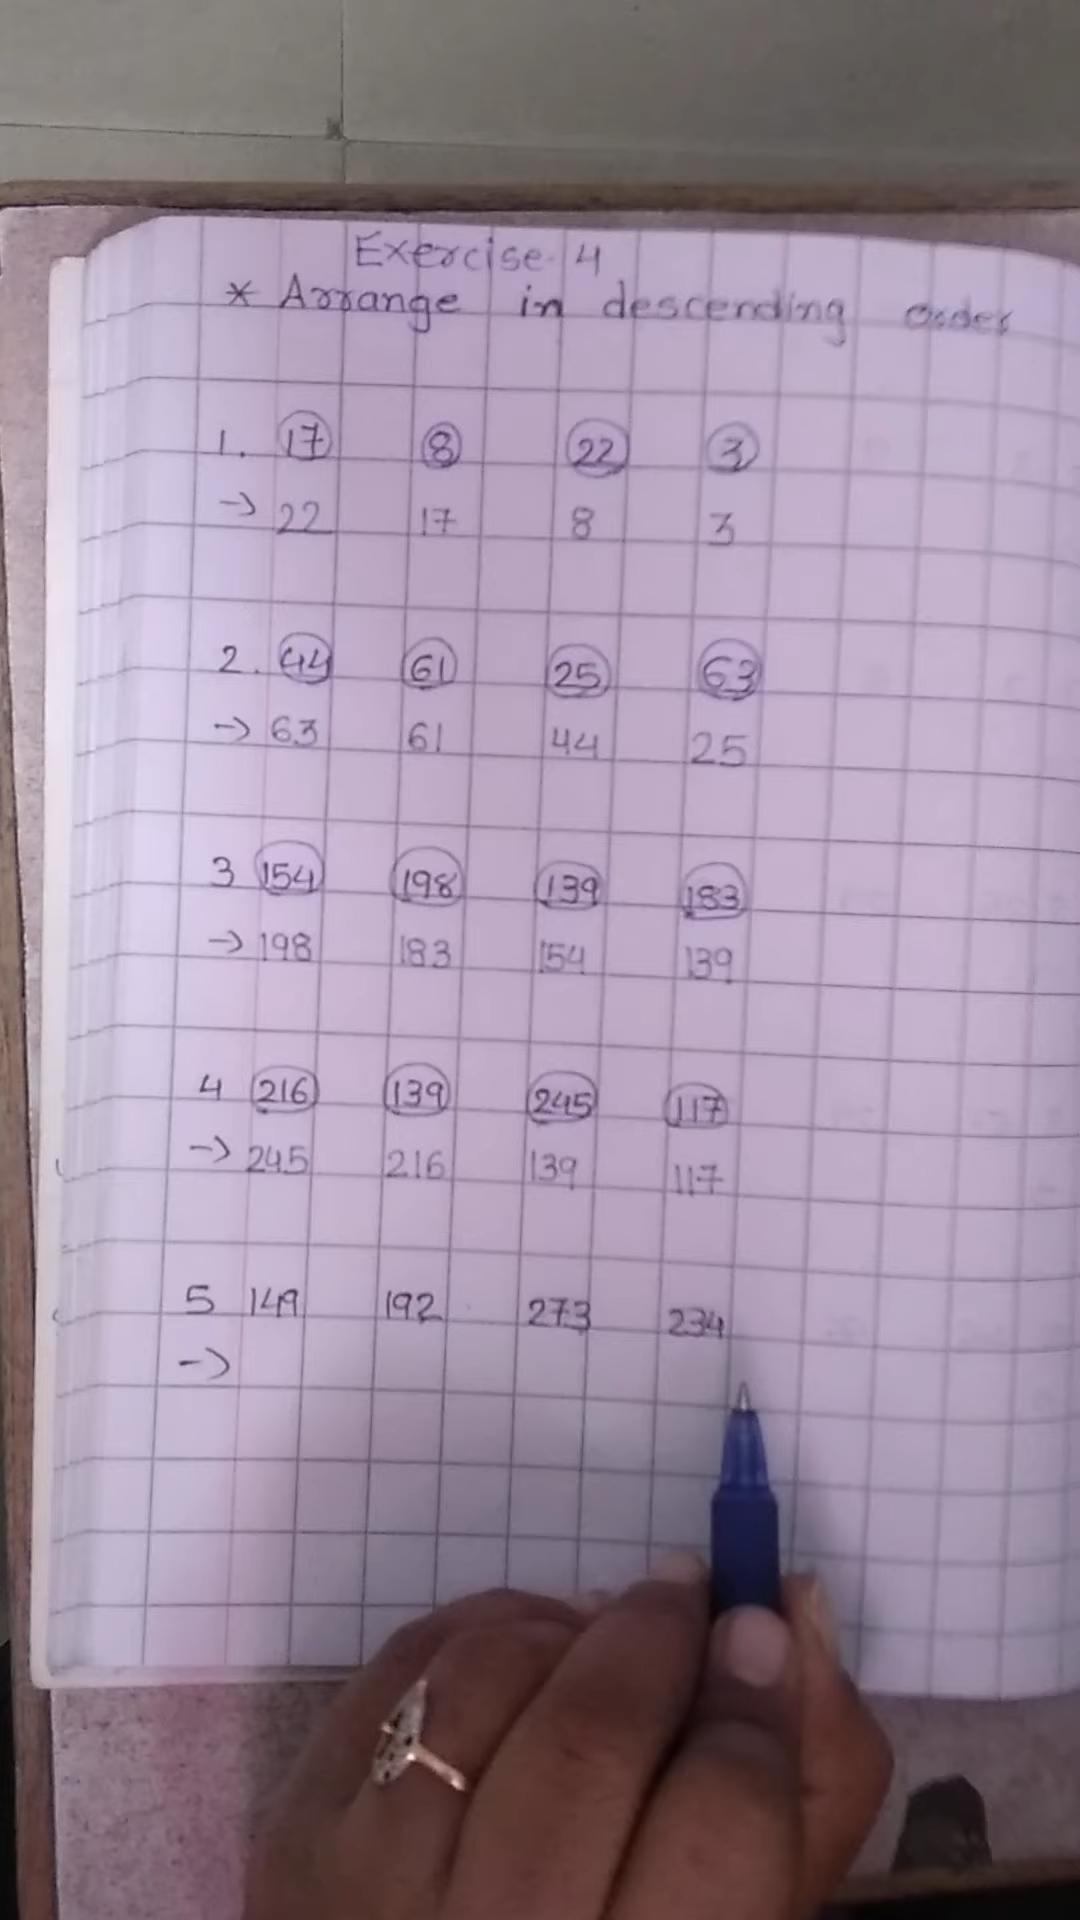 Exercise-4
* Arrange in descending order
1. 17 8 22 3
-> 22 17 8 3
2. 44 61 25 63
-> 63 61 44 25
3 154 198 139 183
-> 198 183 154 139
4 216 139 245 117
-> 245 216 139 117
5 149 192 273 234
->